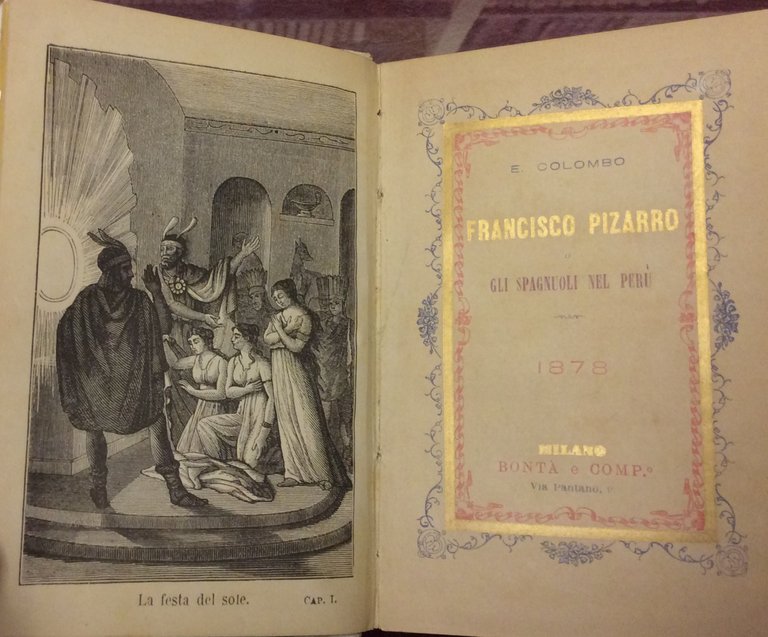 La festa del sole. CAP. I.
E. COLOMBO
FRANCISCO PIZARRO
o
GLI SPAGNUOLI NEL PERÙ
1878
MILANO
BONTÀ e COMP.º
Via Pantano,